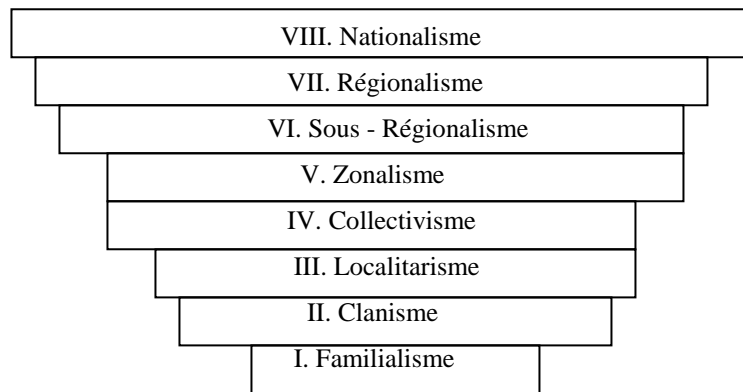 VIII. Nationalisme
VII. Régionalisme
VI. Sous - Régionalisme
V. Zonalisme
IV. Collectivisme
III. Localitarisme
II. Clanisme
I. Familialisme